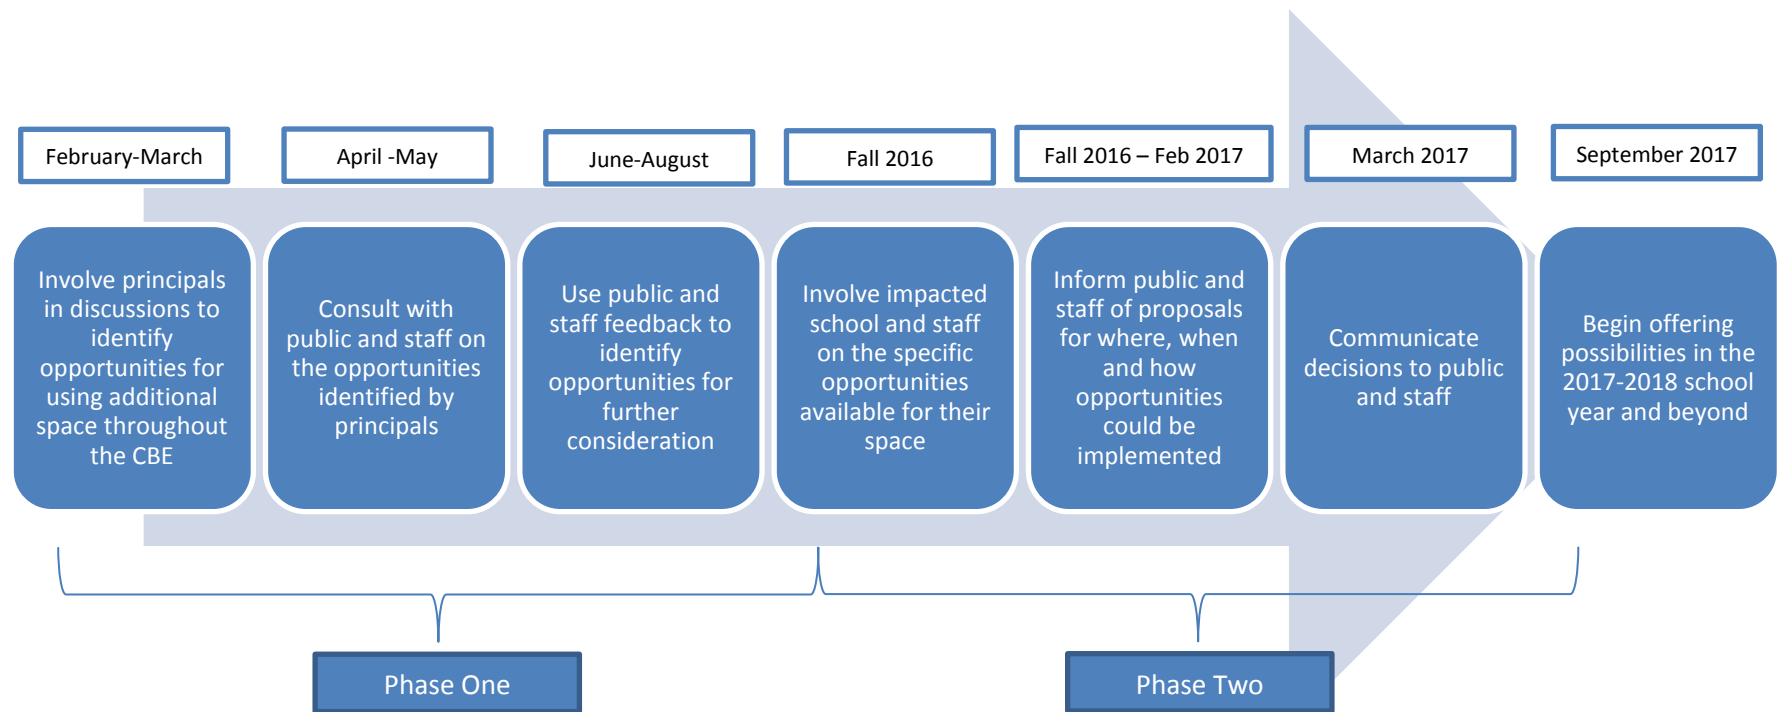 February-March
April -May
June-August
Fall 2016
Fall 2016 – Feb 2017
March 2017
September 2017
Involve principals
in discussions to
identify
opportunities for
using additional
space throughout
the CBE
Consult with
public and staff on
the opportunities
identified by
principals
Use public and
staff feedback to
identify
opportunities for
further
consideration
Involve impacted
school and staff
on the specific
opportunities
available for their
space
Inform public and
staff of proposals
for where, when
and how
opportunities
could be
implemented
Communicate
decisions to public
and staff
Begin offering
possibilities in the
2017-2018 school
year and beyond
Phase One
Phase Two